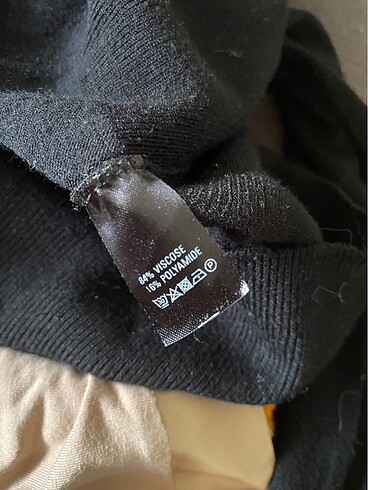 84% VISCOSE
16% POLYAMIDE
P